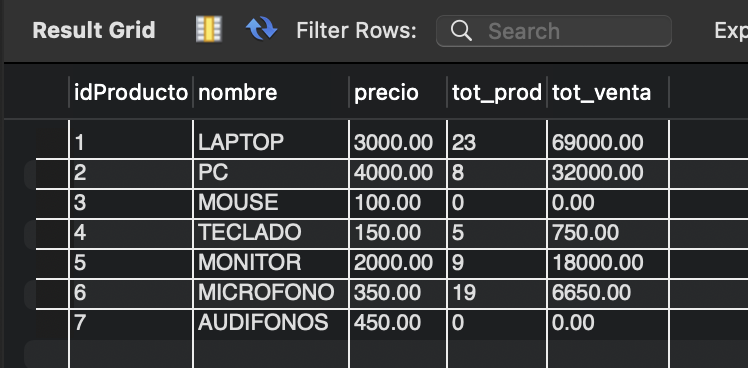 Result Grid Filter Rows: Search Exp
idProducto nombre precio tot_prod tot_venta
1 LAPTOP 3000.00 23 69000.00
2 PC 4000.00 8 32000.00
3 MOUSE 100.00 0 0.00
4 TECLADO 150.00 5 750.00
5 MONITOR 2000.00 9 18000.00
6 MICROFONO 350.00 19 6650.00
7 AUDIFONOS 450.00 0 0.00